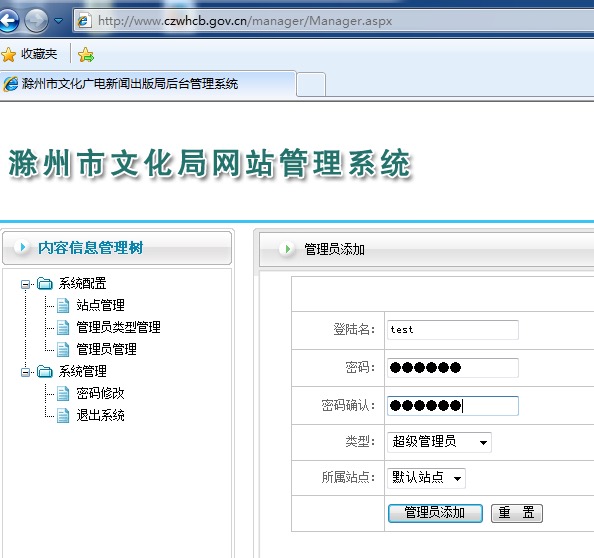 http://www.czwhcb.gov.cn/manager/Manager.aspx
收藏夹
滁州市文化广电新闻出版局后台管理系统
滁州市文化局网站管理系统
内容信息管理树
系统配置
站点管理
管理员类型管理
管理员管理
系统管理
密码修改
退出系统
管理员添加
登陆名: test
密码: ●●●●●●
密码确认: ●●●●●●
类型: 超级管理员
所属站点: 默认站点
管理员添加 重 置